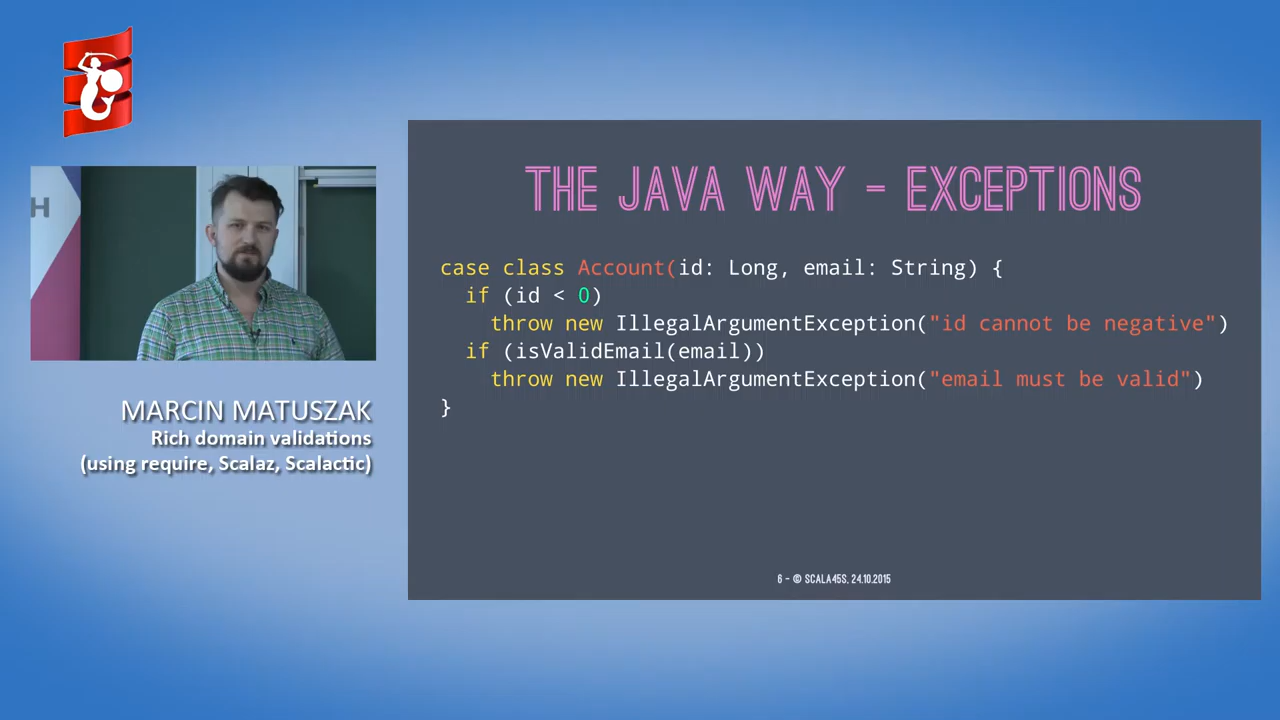 H
MARCIN MATUSZAK
Rich domain validations
(using require, Scalaz, Scalactic)
THE JAVA WAY - EXCEPTIONS
case class Account(id: Long, email: String) {
if (id < 0)
throw new IllegalArgumentException("id cannot be negative")
if (isValidEmail(email))
throw new IllegalArgumentException("email must be valid")
}
6 - © SCALA45S, 24.10.2015